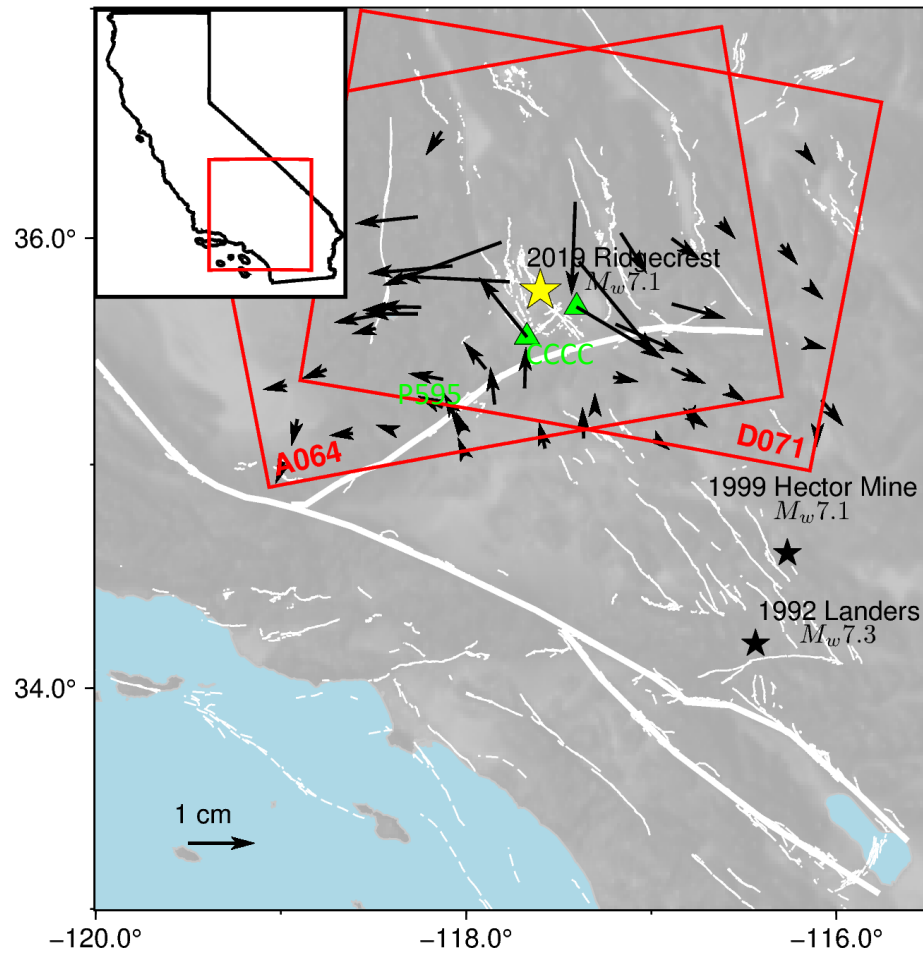 36.0°
2019 Ridgecrest
Mw7.1
CCCC
P595
A064
D071
1999 Hector Mine
Mw7.1
1992 Landers
Mw7.3
34.0°
1 cm
−120.0°
−118.0°
−116.0°